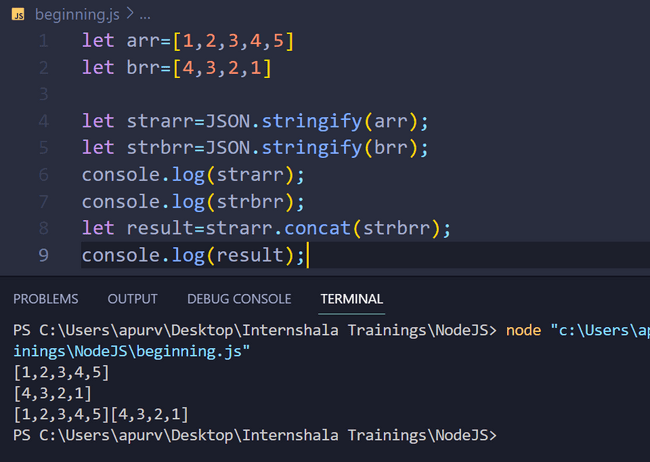 JS beginning.js > ...
1 let arr=[1,2,3,4,5]
2 let brr=[4,3,2,1]
3
4 let strarr=JSON.stringify(arr);
5 let strbrr=JSON.stringify(brr);
6 console.log(strarr);
7 console.log(strbrr);
8 let result=strarr.concat(strbrr);
9 console.log(result);
PROBLEMS OUTPUT DEBUG CONSOLE TERMINAL
PS C:\Users\apurv\Desktop\Internshala Trainings\NodeJS> node "c:\Users\ap
inings\NodeJS\beginning.js"
[1,2,3,4,5]
[4,3,2,1]
[1,2,3,4,5][4,3,2,1]
PS C:\Users\apurv\Desktop\Internshala Trainings\NodeJS>